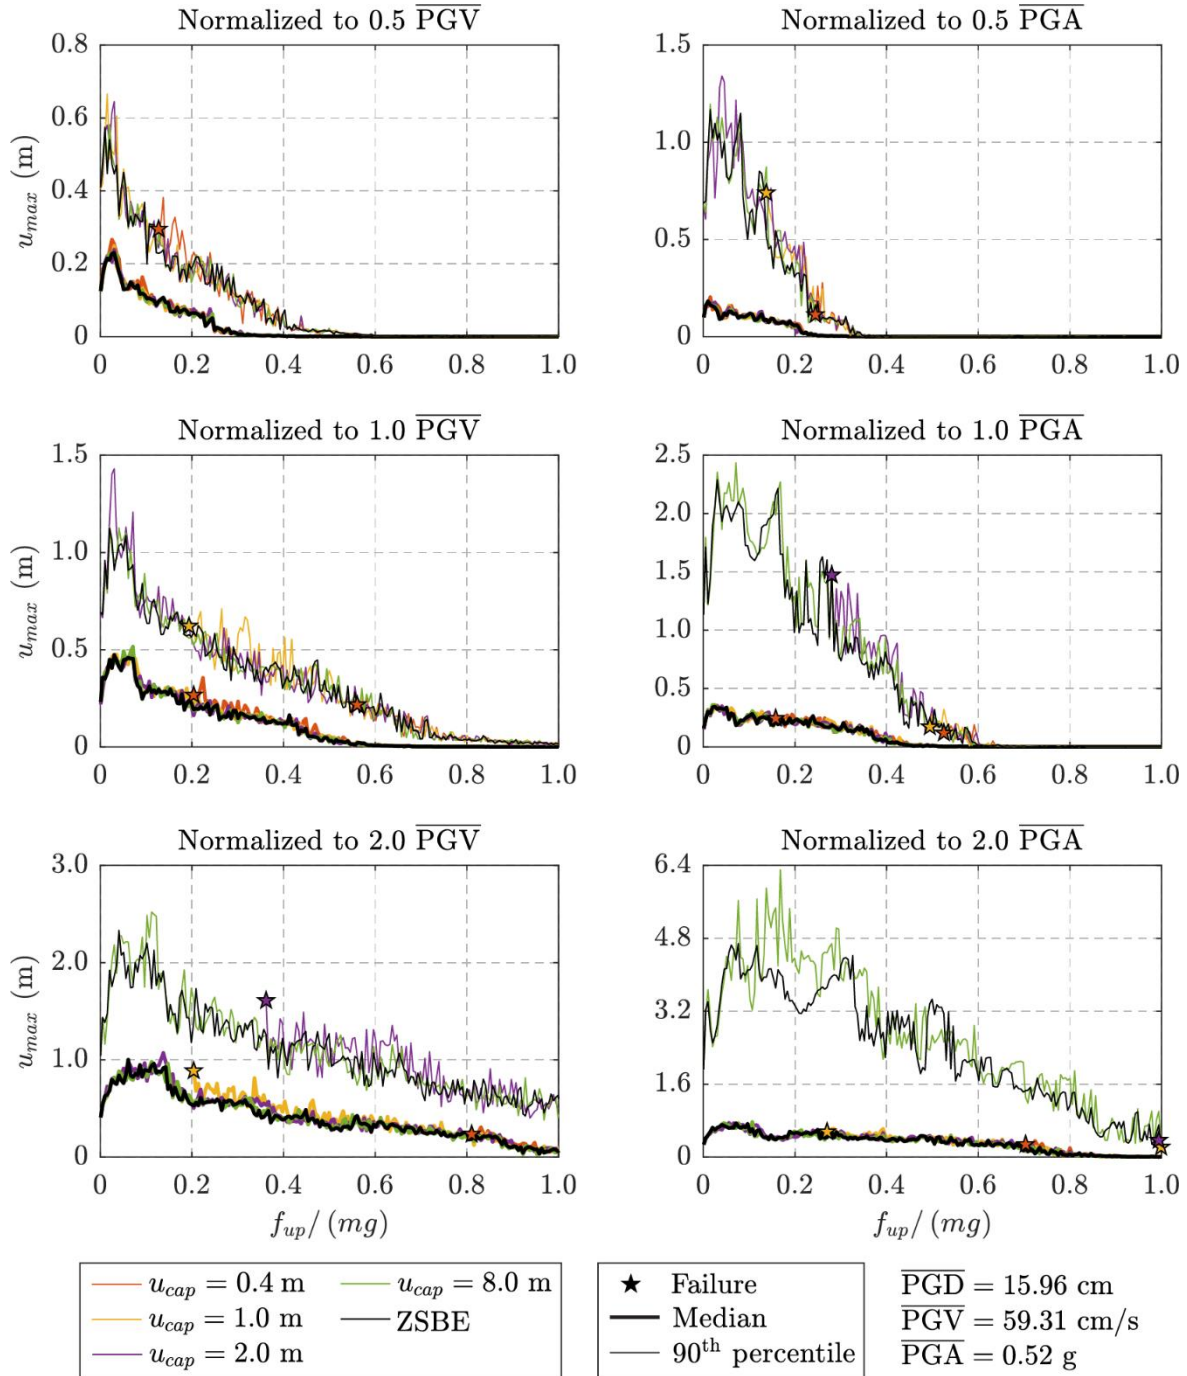 Normalized to 0.5 PGV
0.8
0.6
0.4
0.2
0
u_max (m)
0 0.2 0.4 0.6 0.8 1.0
Normalized to 0.5 PGA
1.5
1.0
0.5
0
u_max (m)
0 0.2 0.4 0.6 0.8 1.0
Normalized to 1.0 PGV
1.5
1.0
0.5
0
u_max (m)
0 0.2 0.4 0.6 0.8 1.0
Normalized to 1.0 PGA
2.5
2.0
1.5
1.0
0.5
0
u_max (m)
0 0.2 0.4 0.6 0.8 1.0
Normalized to 2.0 PGV
3.0
2.0
1.0
0
u_max (m)
0 0.2 0.4 0.6 0.8 1.0
f_up/(mg)
Normalized to 2.0 PGA
6.4
4.8
3.2
1.6
0
u_max (m)
0 0.2 0.4 0.6 0.8 1.0
f_up/(mg)
u_cap = 0.4 m
u_cap = 1.0 m
u_cap = 2.0 m
u_cap = 8.0 m
ZSBE
★ Failure
Median
90th percentile
PGD = 15.96 cm
PGV = 59.31 cm/s
PGA = 0.52 g